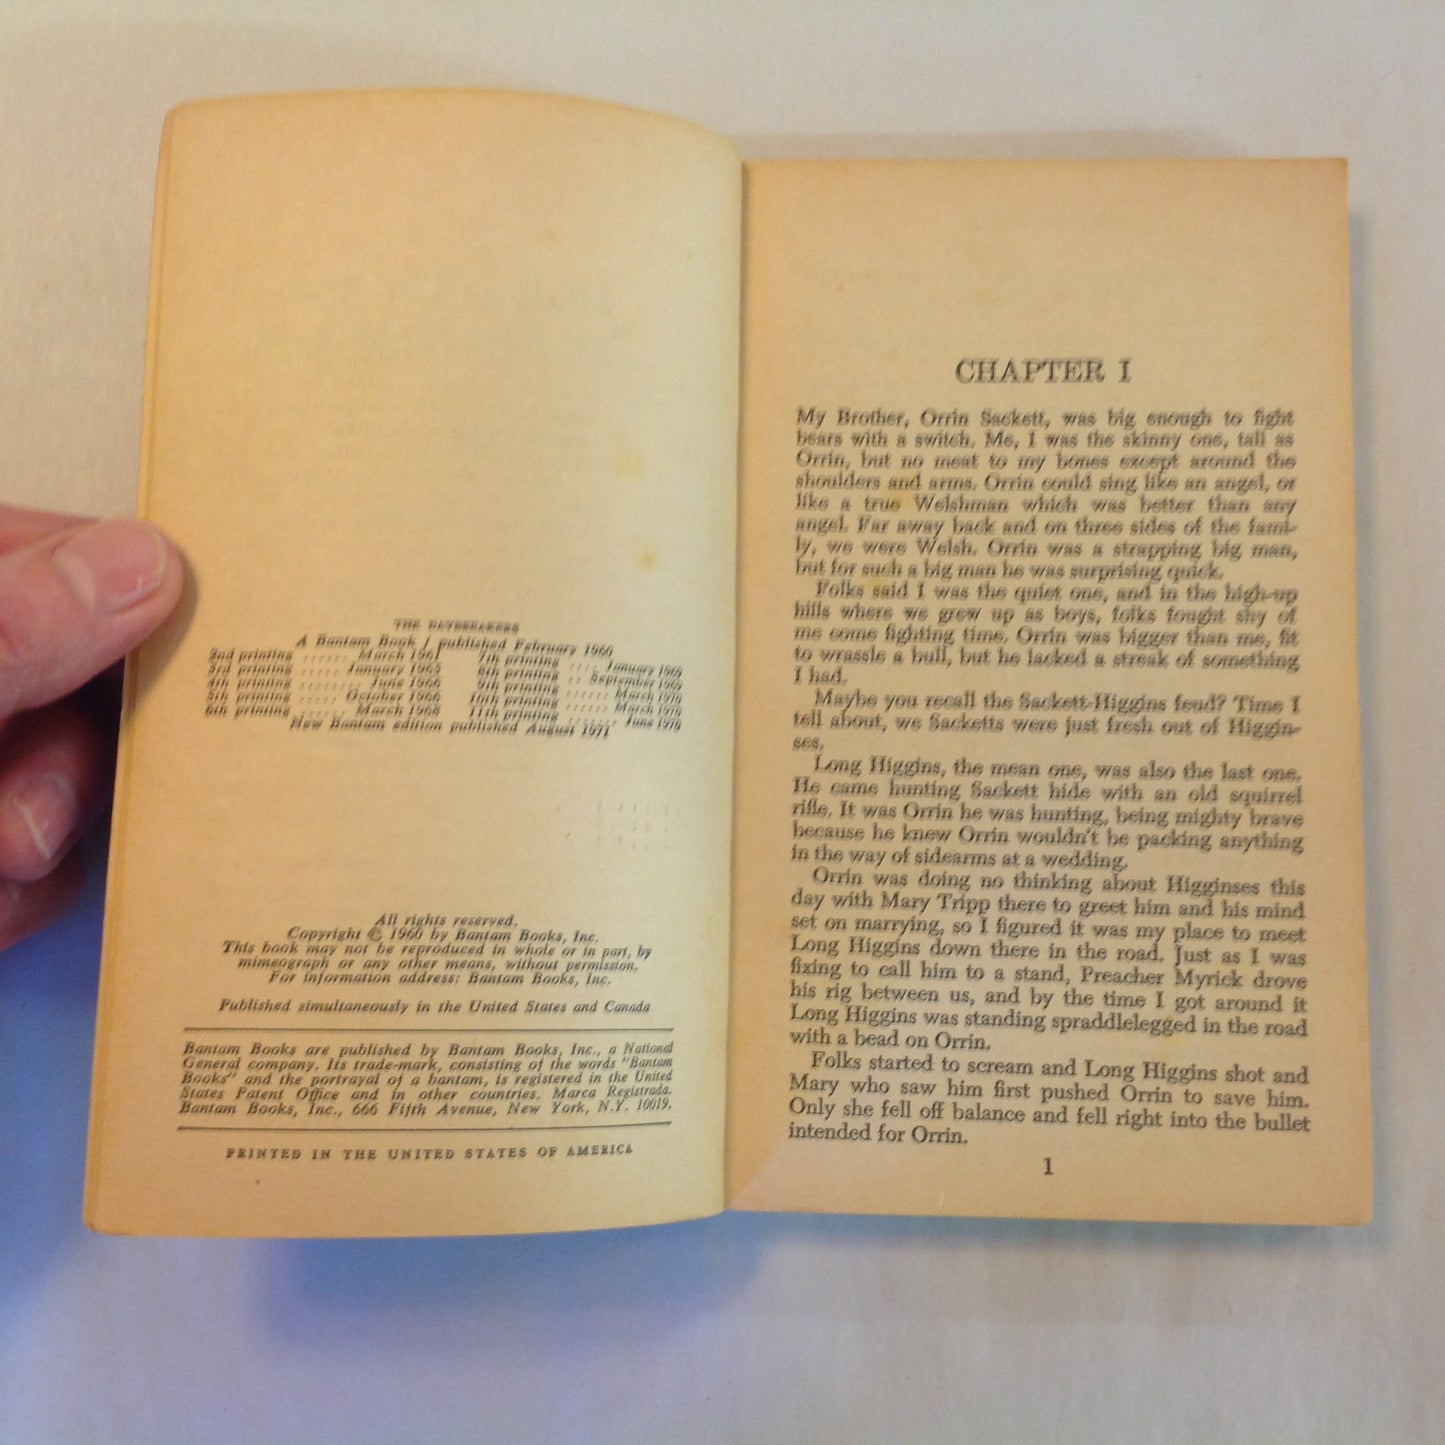 THE DAYBREAKERS
A Bantam Book / published February 1960
2nd printing ...... March 1961
3rd printing ....... January 1965
4th printing ......... June 1966
5th printing ..... October 1966
6th printing ...... March 1968
7th printing .... January 1969
8th printing .. September 1969
9th printing ...... March 1970
10th printing ...... March 1970
11th printing ....... June 1970
New Bantam edition published August 1971
All rights reserved.
Copyright © 1960 by Bantam Books, Inc.
This book may not be reproduced in whole or in part, by
mimeograph or any other means, without permission.
For information address: Bantam Books, Inc.
Published simultaneously in the United States and Canada
Bantam Books are published by Bantam Books, Inc., a National
General company. Its trade-mark, consisting of the words "Bantam
Books" and the portrayal of a bantam, is registered in the United
States Patent Office and in other countries. Marca Registrada.
Bantam Books, Inc., 666 Fifth Avenue, New York, N.Y. 10019.
PRINTED IN THE UNITED STATES OF AMERICA
CHAPTER I
My Brother, Orrin Sackett, was big enough to fight
bears with a switch. Me, I was the skinny one, tall as
Orrin, but no meat to my bones except around the
shoulders and arms. Orrin could sing like an angel, or
like a true Welshman which was better than any
angel. Far away back and on three sides of the fami-
ly, we were Welsh. Orrin was a strapping big man,
but for such a big man he was surprising quick.
Folks said I was the quiet one, and in the high-up
hills where we grew up as boys, folks fought shy of
me come fighting time. Orrin was bigger than me, fit
to wrassle a bull, but he lacked a streak of something
I had.
Maybe you recall the Sackett-Higgins feud? Time I
tell about, we Sacketts were just fresh out of Higgin-
ses.
Long Higgins, the mean one, was also the last one.
He came hunting Sackett hide with an old squirrel
rifle. It was Orrin he was hunting, being mighty brave
because he knew Orrin wouldn't be packing anything
in the way of sidearms at a wedding.
Orrin was doing no thinking about Higginses this
day with Mary Tripp there to greet him and his mind
set on marrying, so I figured it was my place to meet
Long Higgins down there in the road. Just as I was
fixing to call him to a stand, Preacher Myrick drove
his rig between us, and by the time I got around it
Long Higgins was standing spraddlelegged in the road
with a bead on Orrin.
Folks started to scream and Long Higgins shot and
Mary who saw him first pushed Orrin to save him.
Only she fell off balance and fell right into the bullet
intended for Orrin.
1